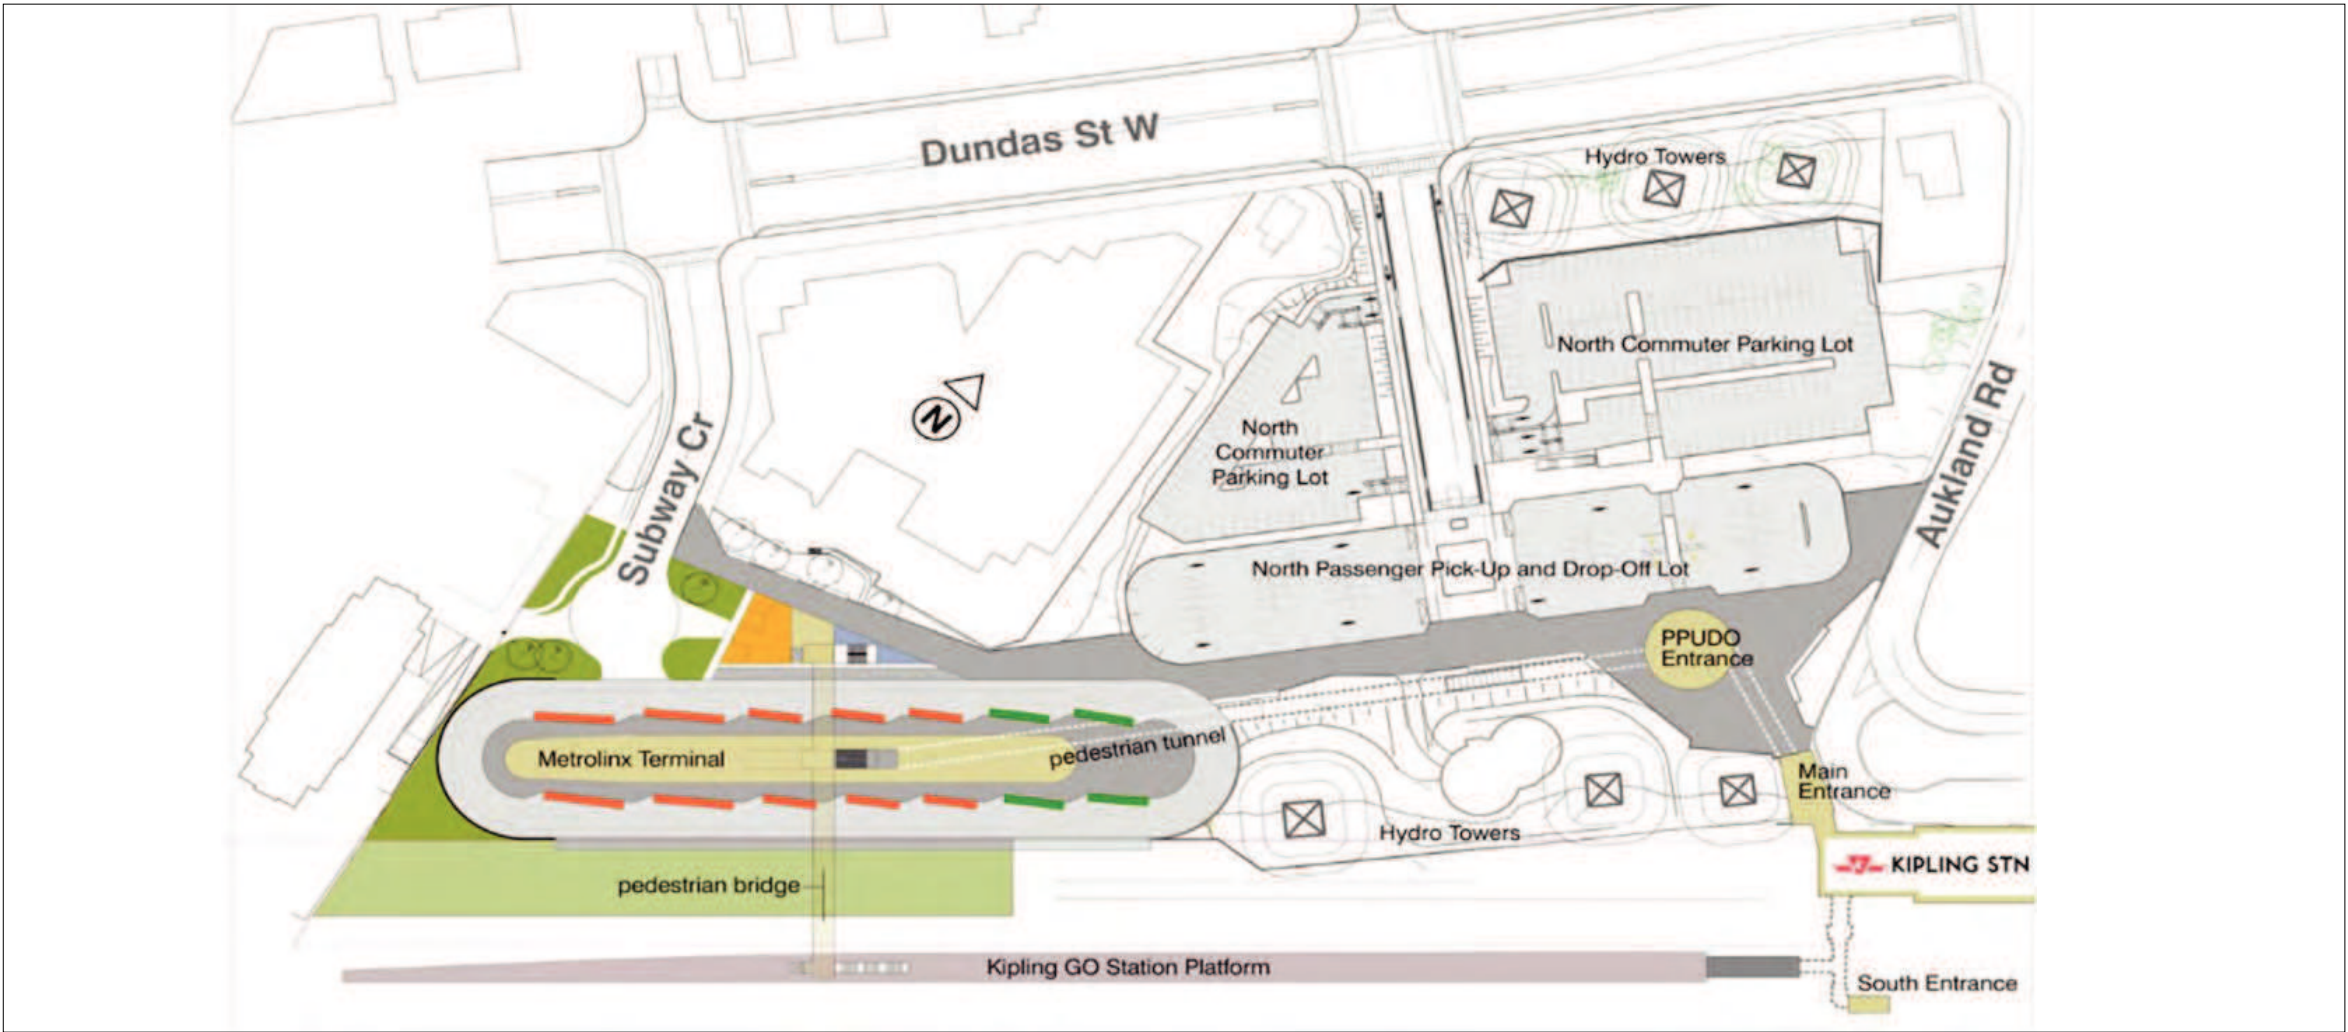 Dundas St W
Hydro Towers
North Commuter Parking Lot
Aukland Rd
N
Subway Cr
North
Commuter
Parking Lot
North Passenger Pick-Up and Drop-Off Lot
PPUDO
Entrance
Metrolinx Terminal
pedestrian tunnel
Main
Entrance
Hydro Towers
KIPLING STN
pedestrian bridge
Kipling GO Station Platform
South Entrance